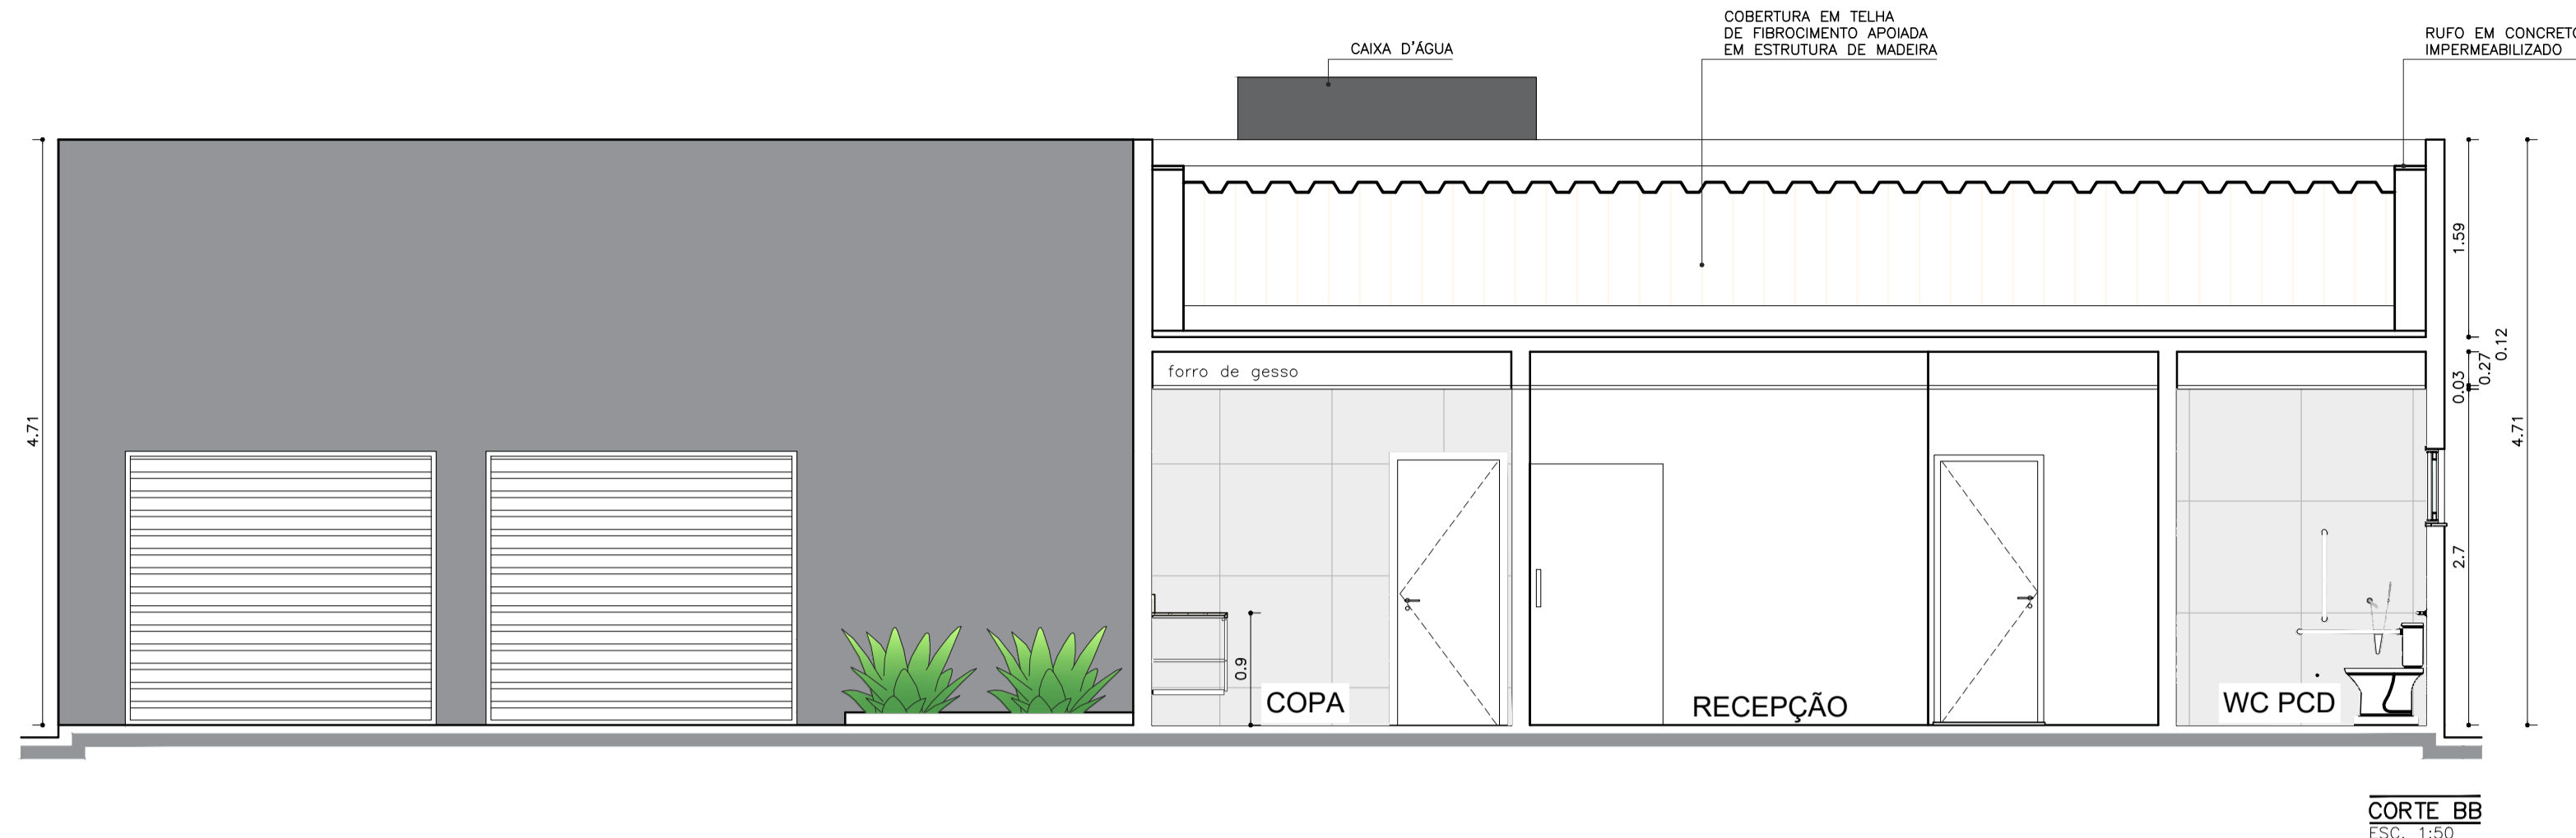 COBERTURA EM TELHA
DE FIBROCIMENTO APOIADA
EM ESTRUTURA DE MADEIRA
CAIXA D'ÁGUA
RUFO EM CONCRETO
IMPERMEABILIZADO
1.59
0.12
0.27
0.03
forro de gesso
4.71
4.71
2.7
0.9
COPA
RECEPÇÃO
WC PCD
CORTE BB
ESC. 1:50